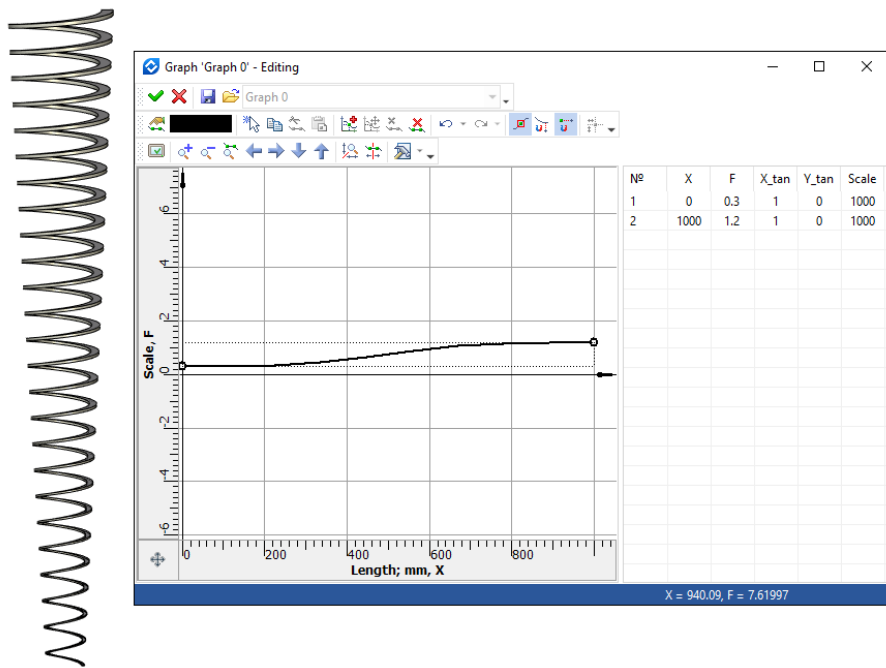 Graph 'Graph 0' - Editing
Graph 0
Nº X F X_tan Y_tan Scale
1 0 0.3 1 0 1000
2 1000 1.2 1 0 1000
Scale, F
6
4
2
0
-2
-4
-6
0 200 400 600 800
Length; mm, X
X = 940.09, F = 7.61997